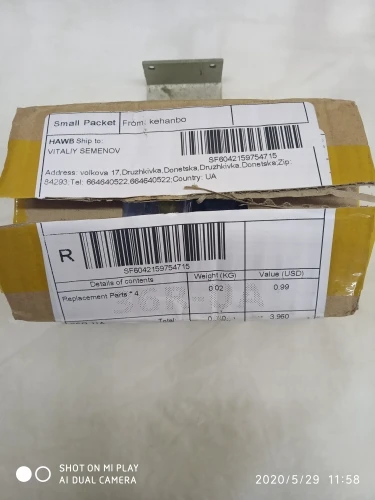 Small Packet From: kehanbo
HAWB Ship to:
VITALIY SEMENOV
SF6042159754715
Address: volkova 17,Druzhkivka,Donetska,Druzhkivka,Donetska;Zip:
84293;Tel: 664640522,664640522;Country: UA
R
SF6042159754715
Details of contents Weight (KG) Value (USD)
Replacement Parts * 4 0.02 0.99
Total 3.960
SHOT ON MI PLAY
AI DUAL CAMERA
2020/5/29 11:58